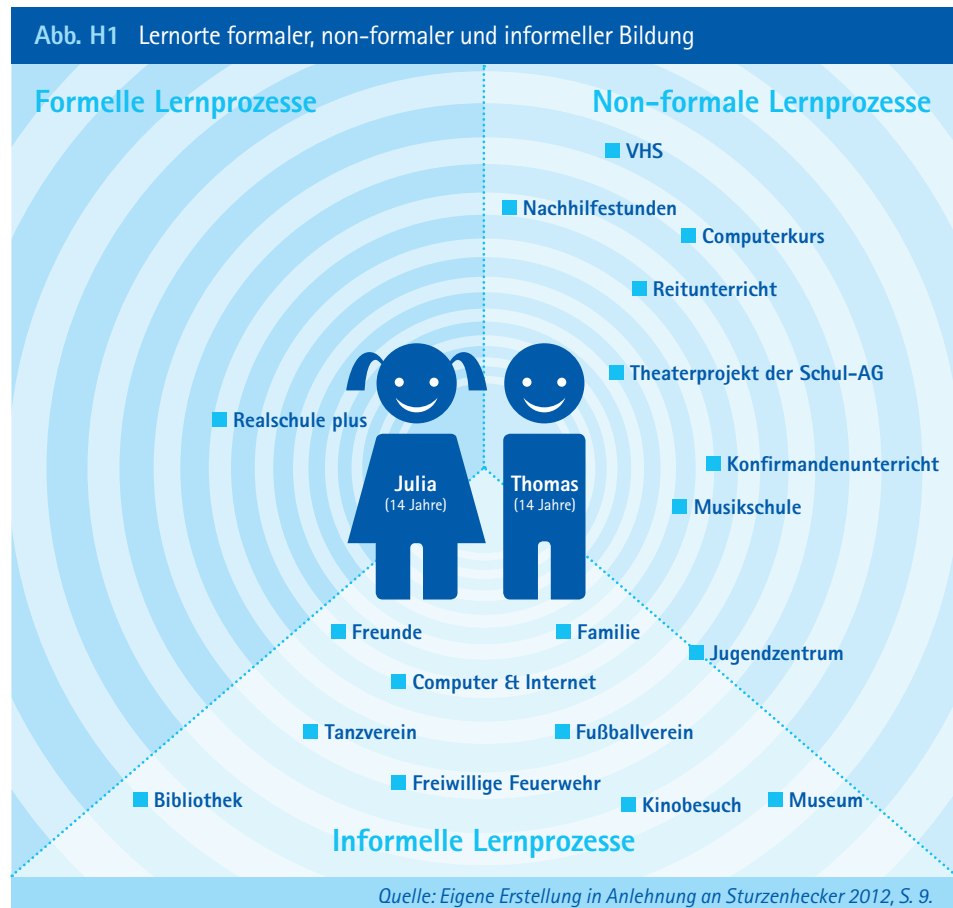 Abb. H1 Lernorte formaler, non-formaler und informeller Bildung
Formelle Lernprozesse
Non-formale Lernprozesse
VHS
Nachhilfestunden
Computerkurs
Reitunterricht
Theaterprojekt der Schul-AG
Realschule plus
Konfirmandenunterricht
Musikschule
Julia
(14 Jahre)
Thomas
(14 Jahre)
Freunde
Familie
Jugendzentrum
Computer & Internet
Tanzverein
Fußballverein
Freiwillige Feuerwehr
Bibliothek
Kinobesuch
Museum
Informelle Lernprozesse
Quelle: Eigene Erstellung in Anlehnung an Sturzenhecker 2012, S. 9.